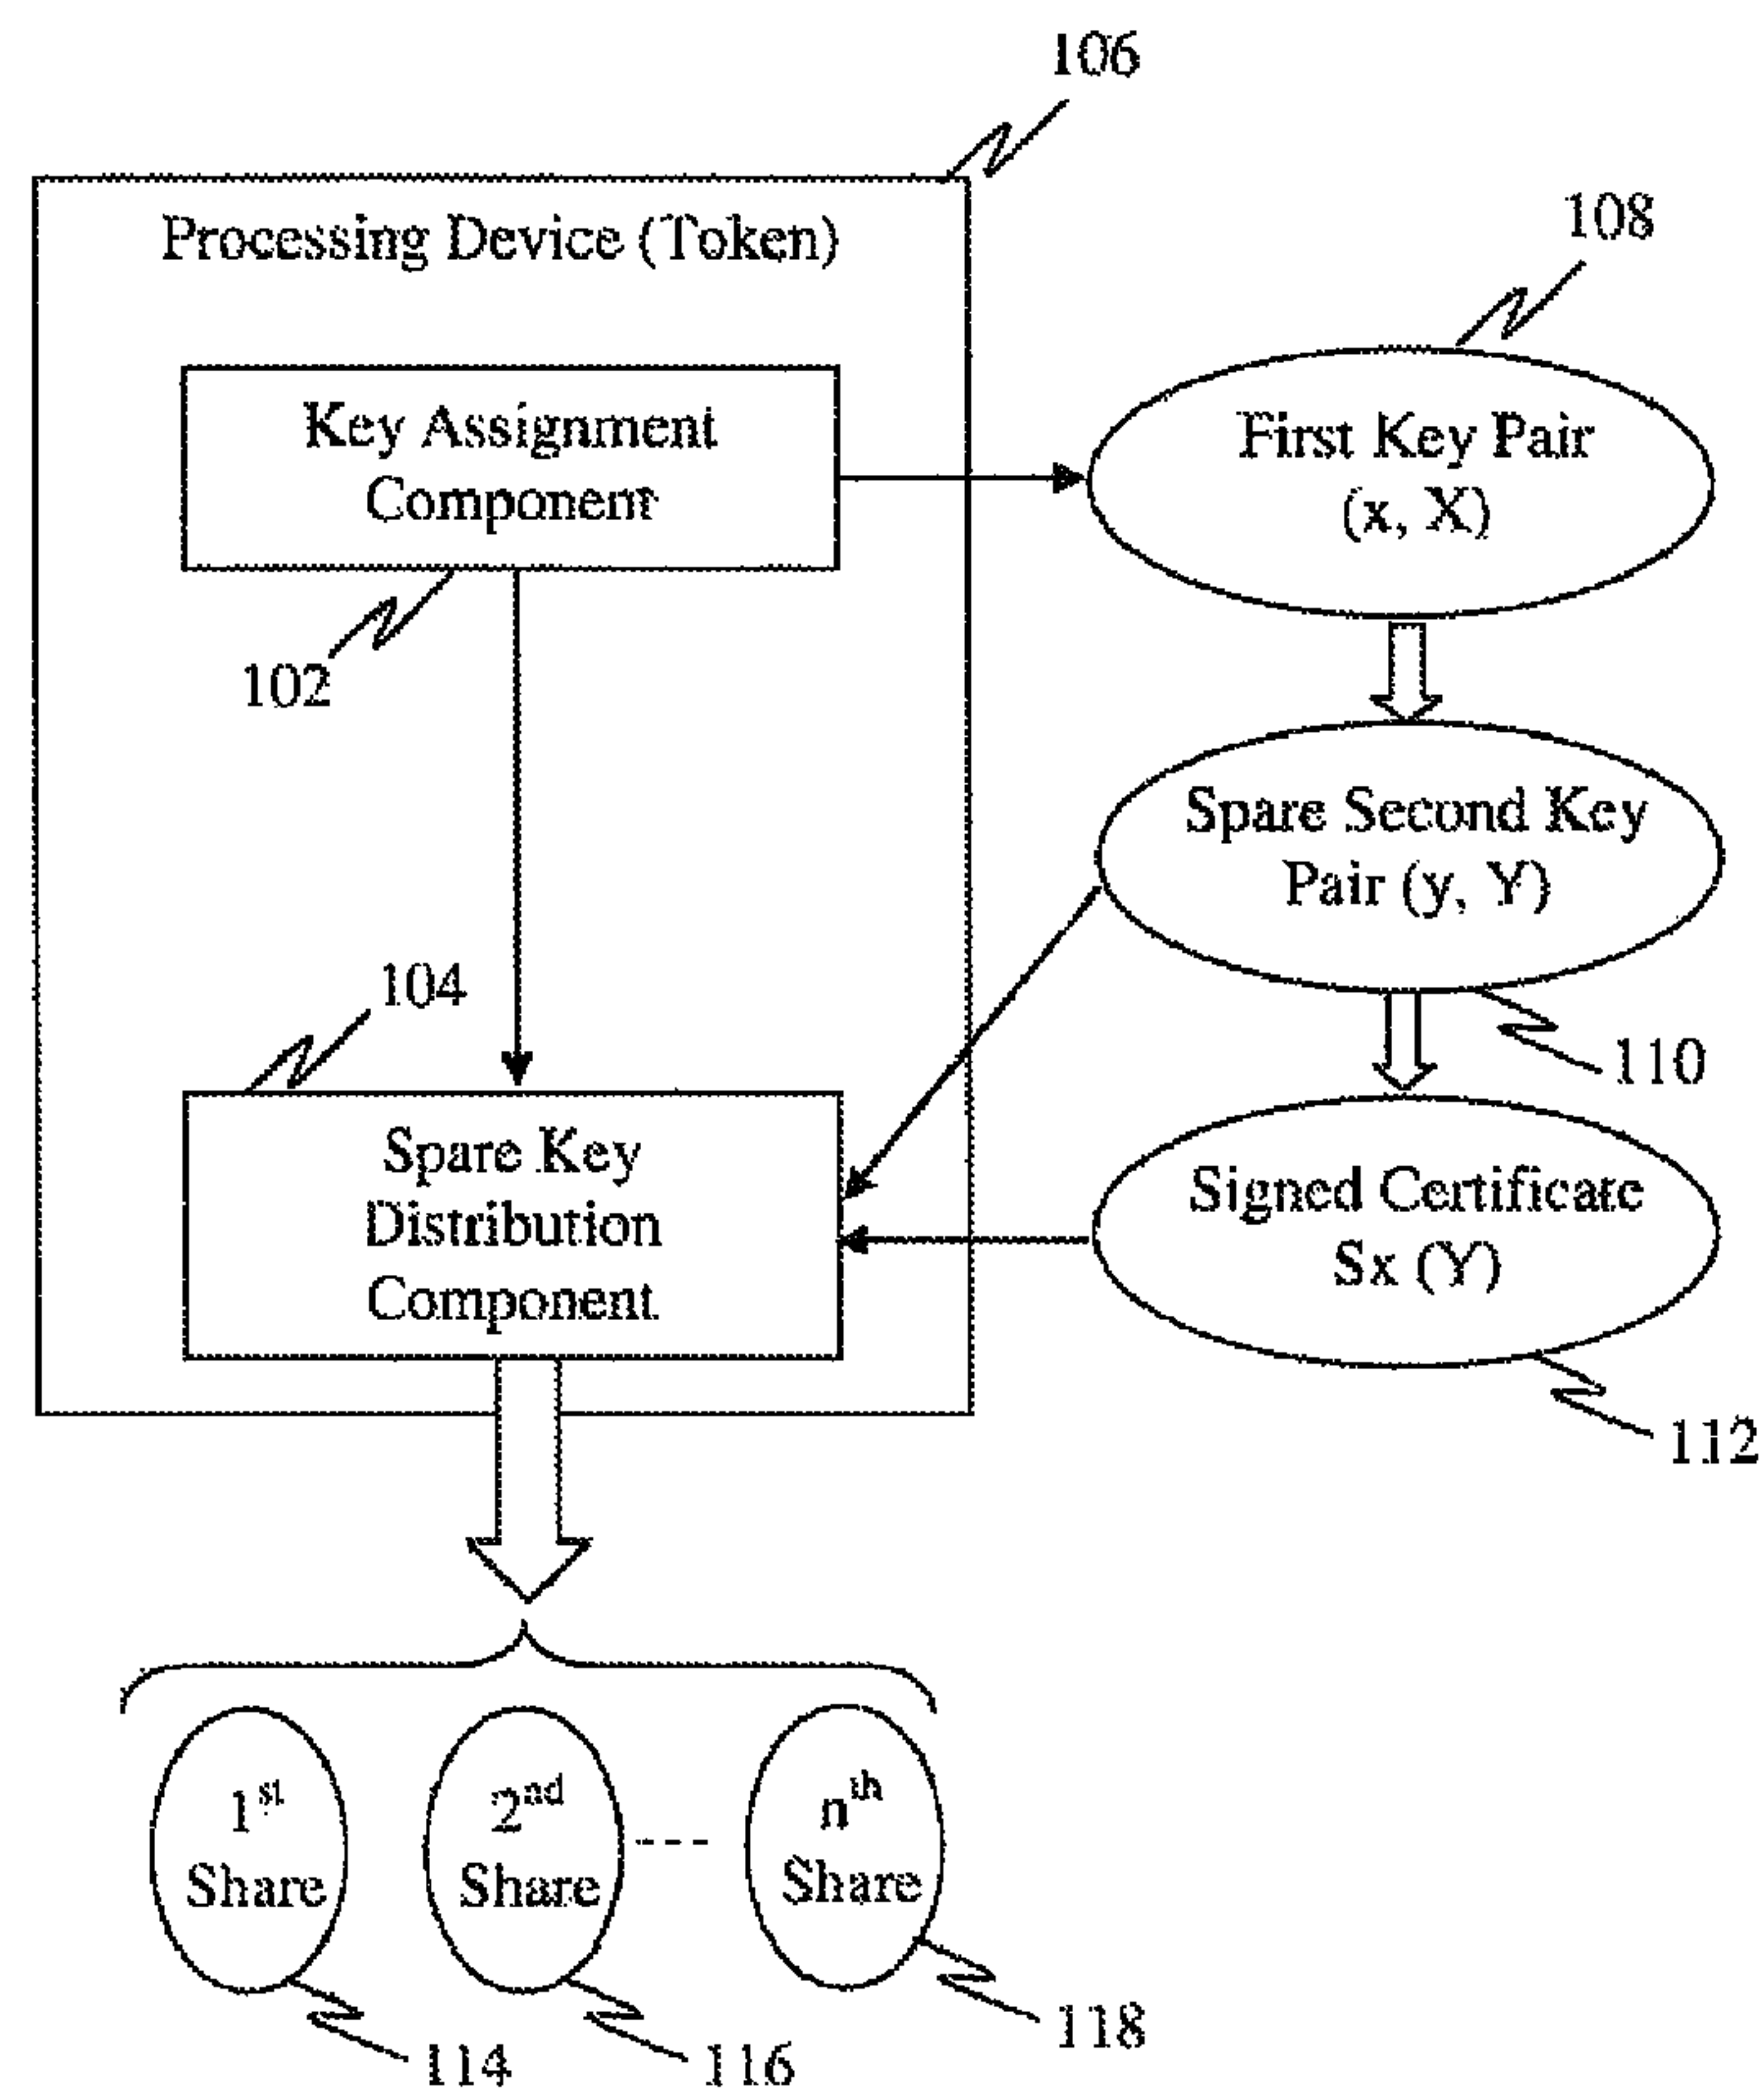 106
Processing Device (Token)
108
Key Assignment
Component
First Key Pair
(x, X)
102
Spare Second Key
Pair (y, Y)
104
110
Spare Key
Distribution
Component
Signed Certificate
Sx (Y)
112
1st
Share
2nd
Share
----
nth
Share
114
116
118